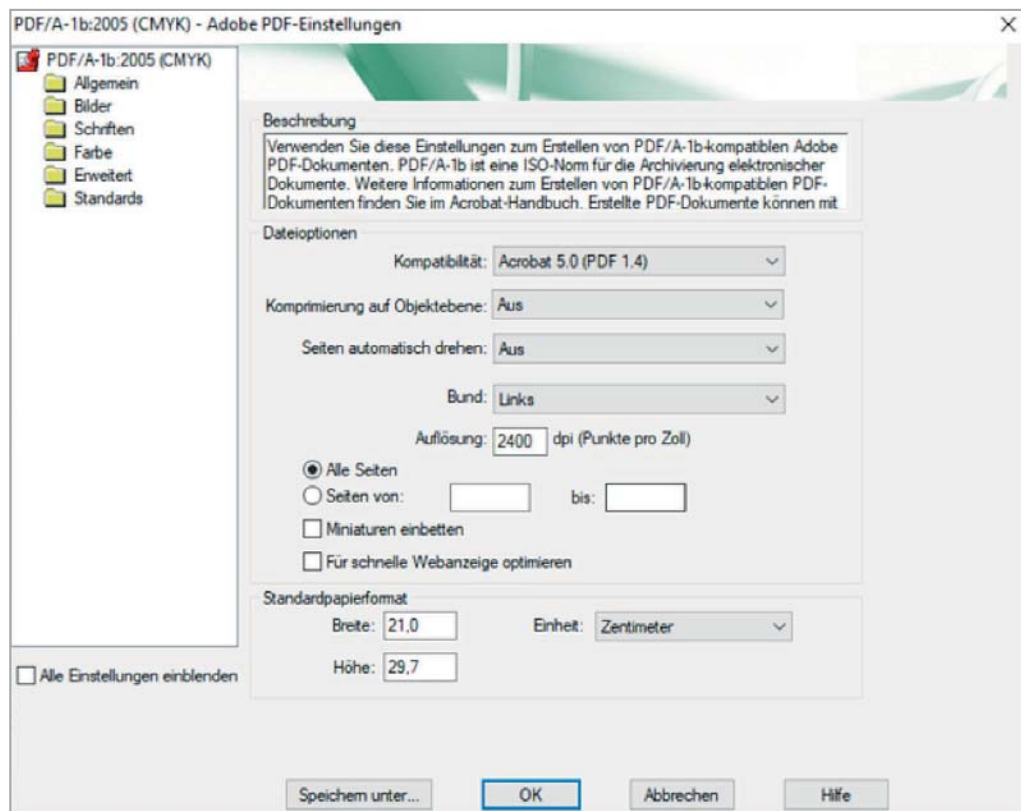 PDF/A-1b:2005 (CMYK) - Adobe PDF-Einstellungen
PDF/A-1b:2005 (CMYK)
Allgemein
Bilder
Schriften
Farbe
Erweitert
Standards
Alle Einstellungen einblenden
Beschreibung
Verwenden Sie diese Einstellungen zum Erstellen von PDF/A-1b-kompatiblen Adobe
PDF-Dokumenten. PDF/A-1b ist eine ISO-Norm für die Archivierung elektronischer
Dokumente. Weitere Informationen zum Erstellen von PDF/A-1b-kompatiblen PDF-
Dokumenten finden Sie im Acrobat-Handbuch. Erstellte PDF-Dokumente können mit
Dateioptionen
Kompatibilität: Acrobat 5.0 (PDF 1.4)
Komprimierung auf Objektebene: Aus
Seiten automatisch drehen: Aus
Bund: Links
Auflösung: 2400 dpi (Punkte pro Zoll)
Alle Seiten
Seiten von: bis:
Miniaturen einbetten
Für schnelle Webanzeige optimieren
Standardpapierformat
Breite: 21,0 Einheit: Zentimeter
Höhe: 29,7
Speichern unter... OK Abbrechen Hilfe